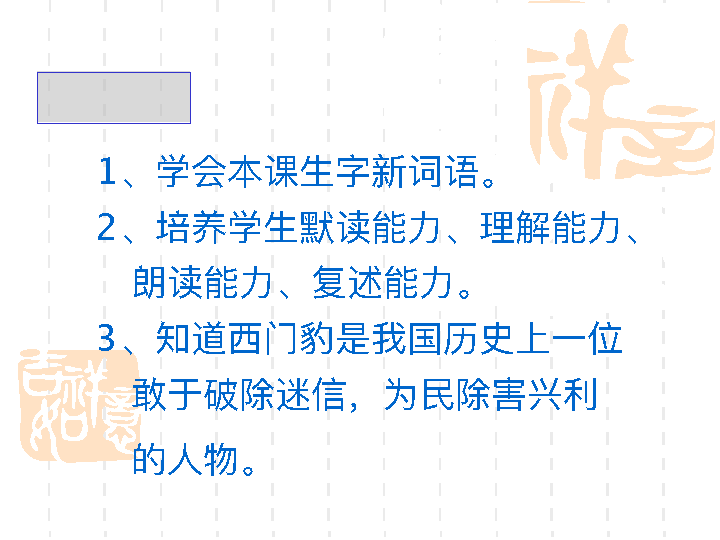 1、学会本课生字新词语。
2、培养学生默读能力、理解能力、
朗读能力、复述能力。
3、知道西门豹是我国历史上一位
敢于破除迷信，为民除害兴利
的人物。